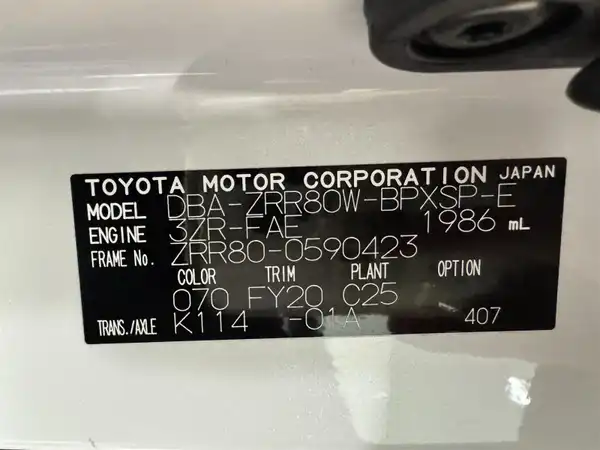 TOYOTA MOTOR CORPORATION JAPAN
MODEL DBA-ZRR80W-BPXSP-E
ENGINE 3ZR-FAE 1986 mL
FRAME No. ZRR80-0590423
COLOR TRIM PLANT OPTION
070 FY20 C25
TRANS./AXLE K114 -01A 407